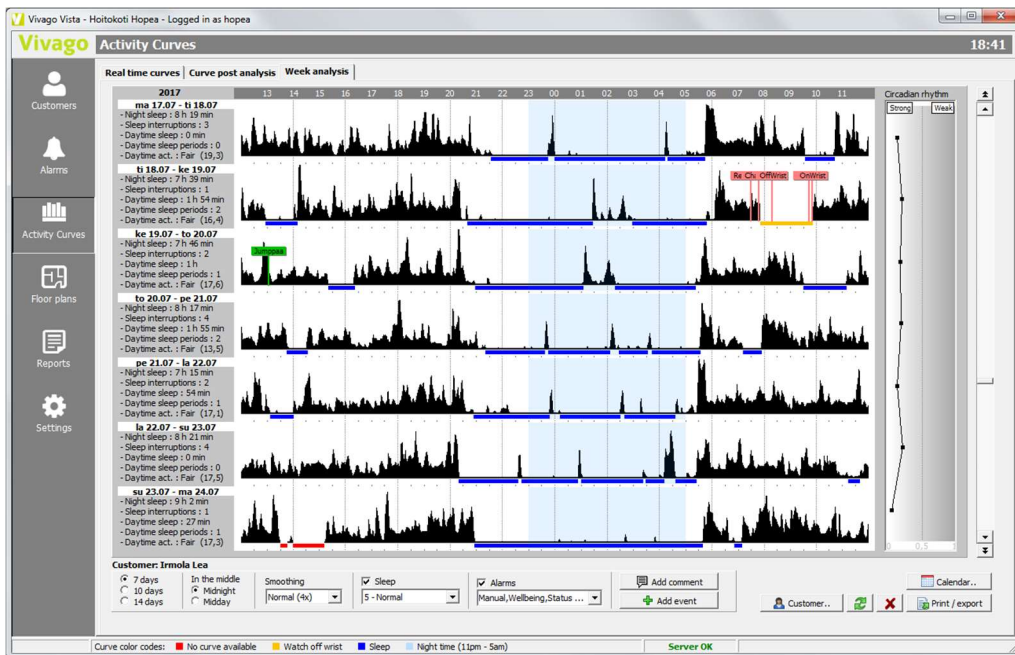 Vivago Vista - Hoitokoti Hopea - Logged in as hopea
Vivago Activity Curves 18:41
Customers
Alarms
Activity Curves
Floor plans
Reports
Settings
Real time curves Curve post analysis Week analysis
2017 13 14 15 16 17 18 19 20 21 22 23 00 01 02 03 04 05 06 07 08 09 10 11 Circadian rhythm
Strong Weak
ma 17.07 - ti 18.07
- Night sleep : 8 h 19 min
- Sleep interruptions : 3
- Daytime sleep : 0 min
- Daytime sleep periods : 0
- Daytime act. : Fair (19,3)
ti 18.07 - ke 19.07
- Night sleep : 7 h 39 min
- Sleep interruptions : 1
- Daytime sleep : 1 h 54 min
- Daytime sleep periods : 2
- Daytime act. : Fair (16,4)
Re Cha OffWrist OnWrist
ke 19.07 - to 20.07
- Night sleep : 7 h 46 min
- Sleep interruptions : 2
- Daytime sleep : 1 h
- Daytime sleep periods : 1
- Daytime act. : Fair (17,6)
Jumppaa
to 20.07 - pe 21.07
- Night sleep : 8 h 17 min
- Sleep interruptions : 4
- Daytime sleep : 1 h 55 min
- Daytime sleep periods : 2
- Daytime act. : Fair (13,5)
pe 21.07 - la 22.07
- Night sleep : 7 h 15 min
- Sleep interruptions : 2
- Daytime sleep : 54 min
- Daytime sleep periods : 1
- Daytime act. : Fair (17,1)
la 22.07 - su 23.07
- Night sleep : 8 h 21 min
- Sleep interruptions : 4
- Daytime sleep : 0 min
- Daytime sleep periods : 0
- Daytime act. : Fair (17,5)
su 23.07 - ma 24.07
- Night sleep : 9 h 2 min
- Sleep interruptions : 1
- Daytime sleep : 27 min
- Daytime sleep periods : 1
- Daytime act. : Fair (17,3)
0 0,5 1
Customer: Irmola Lea
7 days
10 days
14 days
In the middle
Midnight
Midday
Smoothing
Normal (4x)
Sleep
5 - Normal
Alarms
Manual,Wellbeing,Status ...
Add comment
Add event
Calendar..
Customer..
Print / export
Curve color codes: No curve available Watch off wrist Sleep Night time (11pm - 5am) Server OK